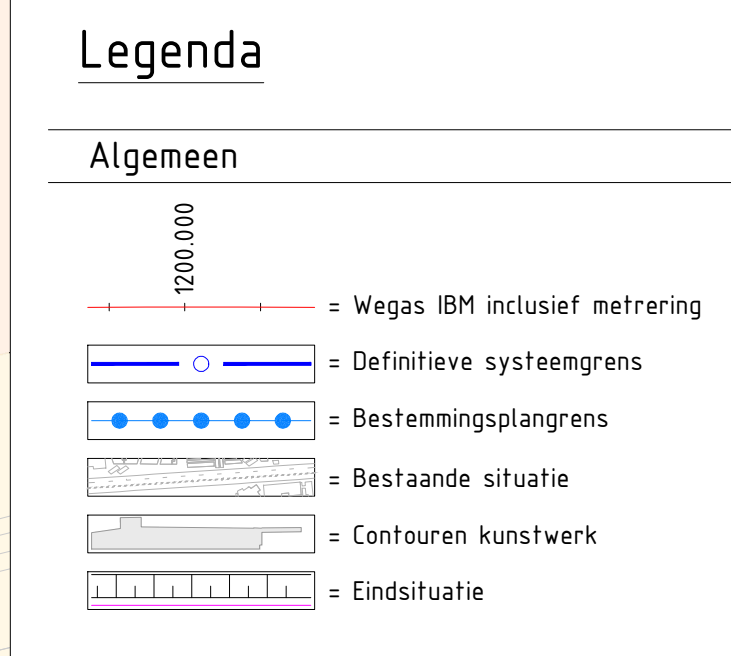 Legenda
Algemeen
1200.000
= Wegas IBM inclusief metrering
= Definitieve systeemgrens
= Bestemmingsplangrens
= Bestaande situatie
= Contouren kunstwerk
= Eindsituatie